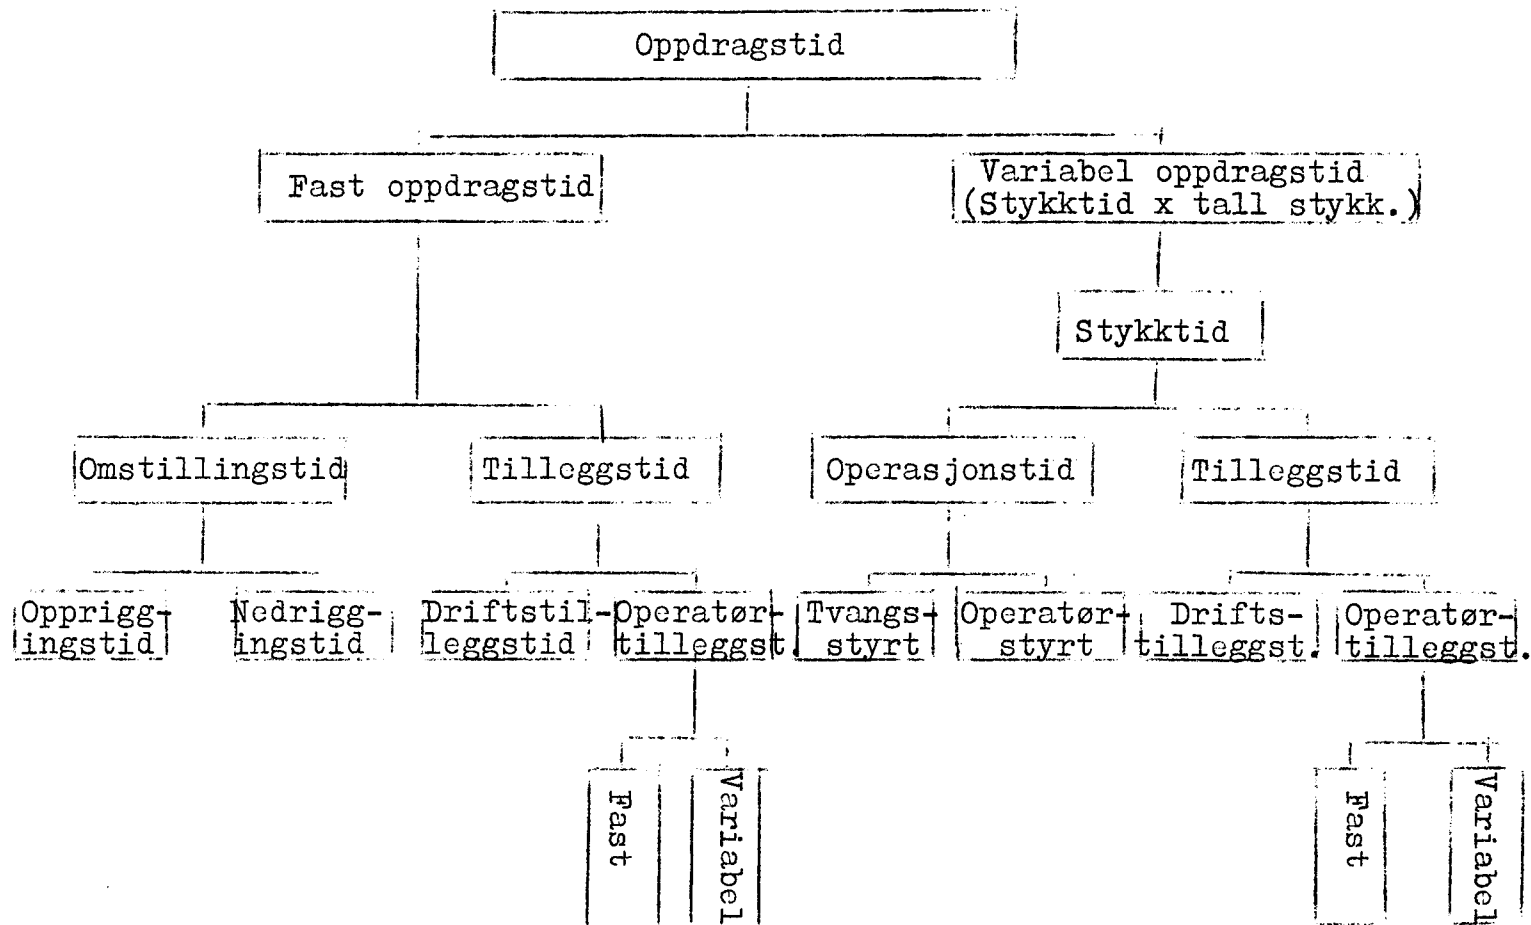 Oppdragstid
Fast oppdragstid
Variabel oppdragstid
(Stykktid x tall stykk.)
Stykktid
Omstillingstid
Tilleggstid
Operasjonstid
Tilleggstid
Opprigg-
ingstid
Nedrigg-
ingstid
Driftstil-
leggstid
Operatør-
tilleggst.
Tvangs-
styrt
Operatør-
styrt
Drifts-
tilleggst.
Operatør-
tilleggst.
Fast
Variabel
Fast
Variabel